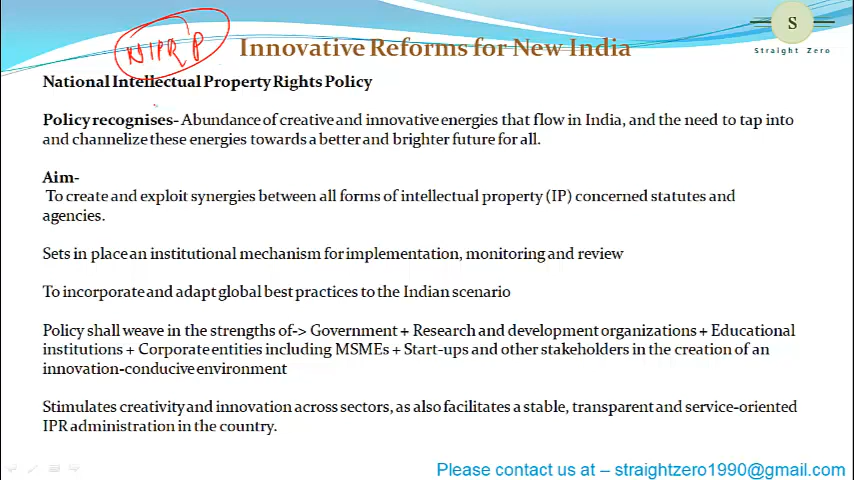 NIPRP
Innovative Reforms for New India
S
Straight Zero
National Intellectual Property Rights Policy
Policy recognises- Abundance of creative and innovative energies that flow in India, and the need to tap into
and channelize these energies towards a better and brighter future for all.
Aim-
To create and exploit synergies between all forms of intellectual property (IP) concerned statutes and
agencies.
Sets in place an institutional mechanism for implementation, monitoring and review
To incorporate and adapt global best practices to the Indian scenario
Policy shall weave in the strengths of-> Government + Research and development organizations + Educational
institutions + Corporate entities including MSMEs + Start-ups and other stakeholders in the creation of an
innovation-conducive environment
Stimulates creativity and innovation across sectors, as also facilitates a stable, transparent and service-oriented
IPR administration in the country.
Please contact us at – straightzero1990@gmail.com